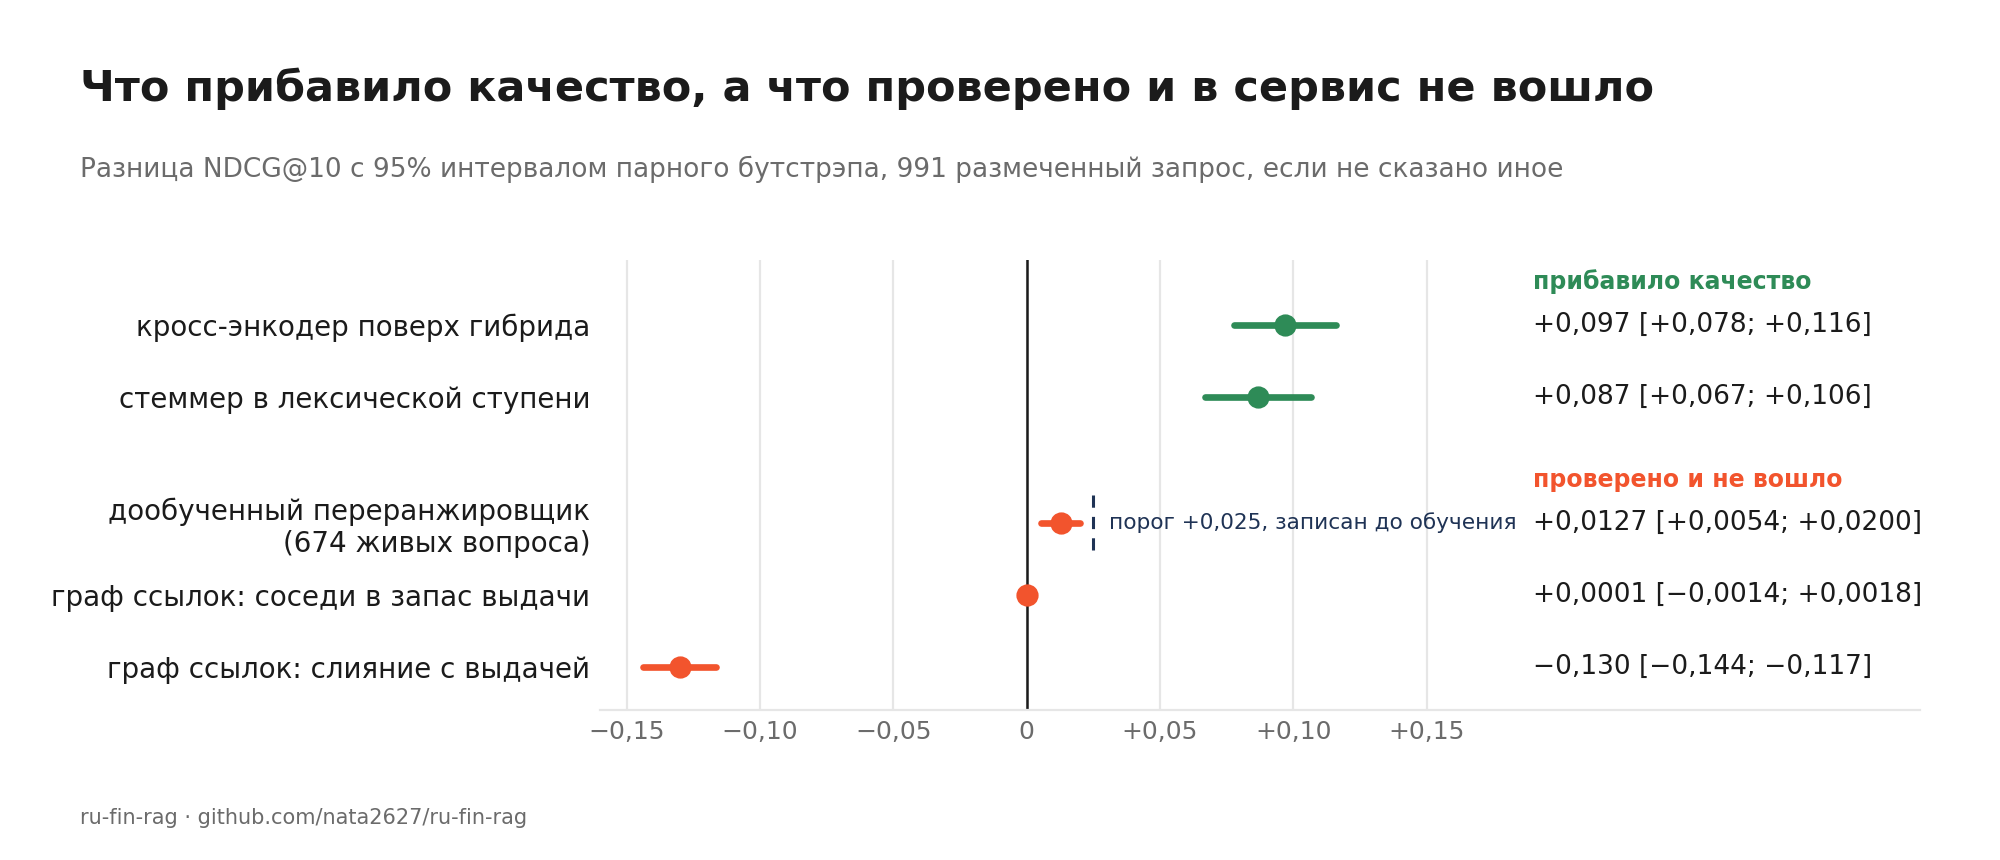 Что прибавило качество, а что проверено и в сервис не вошло
Разница NDCG@10 с 95% интервалом парного бутстрэпа, 991 размеченный запрос, если не сказано иное
прибавило качество
кросс-энкодер поверх гибрида
+0,097 [+0,078; +0,116]
стеммер в лексической ступени
+0,087 [+0,067; +0,106]
проверено и не вошло
дообученный переранжировщик
(674 живых вопроса)
порог +0,025, записан до обучения
+0,0127 [+0,0054; +0,0200]
граф ссылок: соседи в запас выдачи
+0,0001 [−0,0014; +0,0018]
граф ссылок: слияние с выдачей
−0,130 [−0,144; −0,117]
−0,15 −0,10 −0,05 0 +0,05 +0,10 +0,15
ru-fin-rag · github.com/nata2627/ru-fin-rag